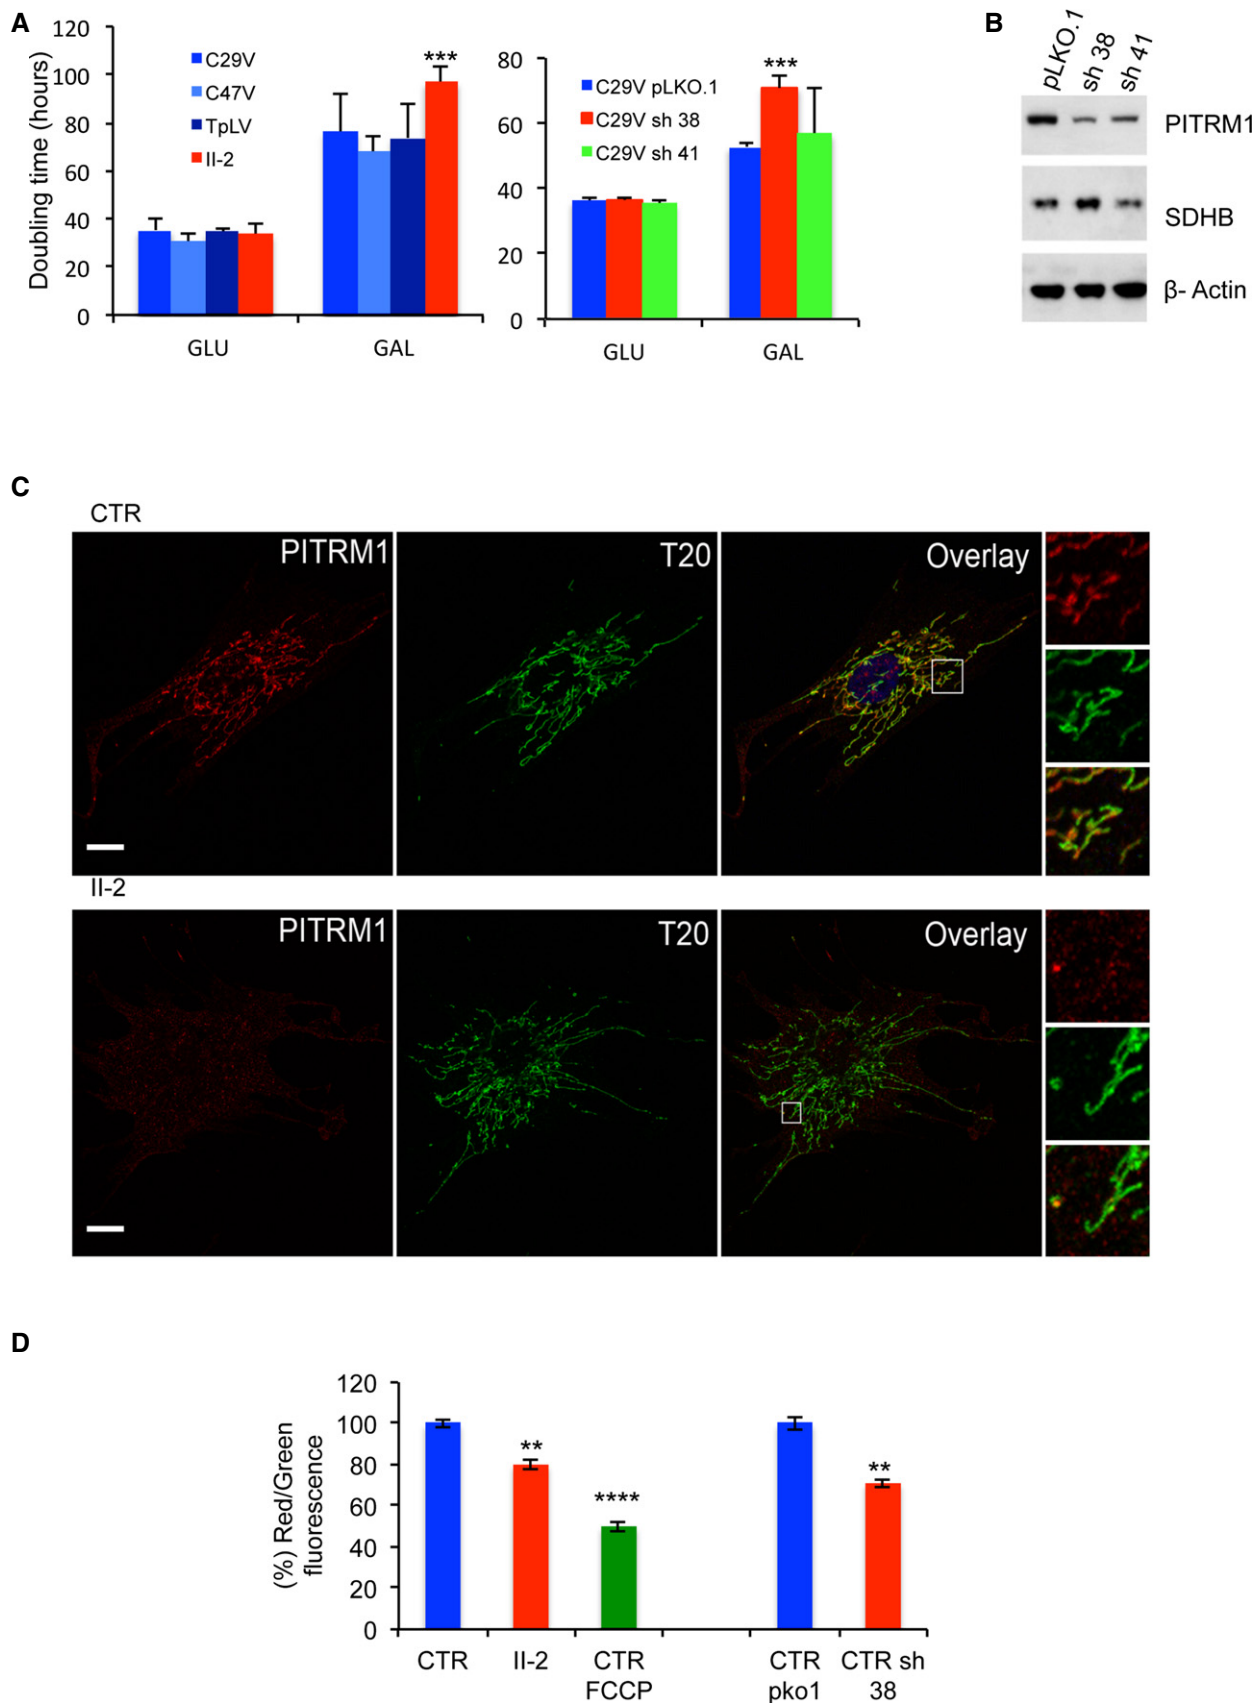 A
Doubling time (hours)
120
100
80
60
40
20
0
C29V
C47V
TpLV
II-2
***
GLU
GAL
80
60
40
20
0
C29V pLKO.1
C29V sh 38
C29V sh 41
***
GLU
GAL
B
pLKO.1
sh 38
sh 41
PITRM1
SDHB
β- Actin
C
CTR
PITRM1
T20
Overlay
II-2
PITRM1
T20
Overlay
D
(%) Red/Green
fluorescence
120
100
80
60
40
20
0
**
****
**
CTR
II-2
CTR
FCCP
CTR
pko1
CTR sh
38